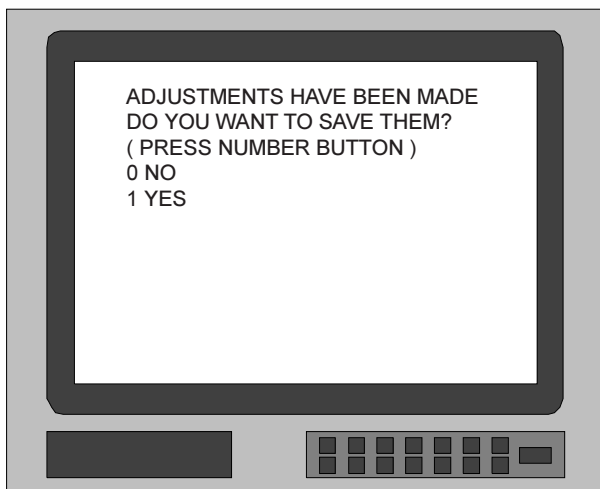 ADJUSTMENTS HAVE BEEN MADE
DO YOU WANT TO SAVE THEM?
( PRESS NUMBER BUTTON )
0 NO
1 YES